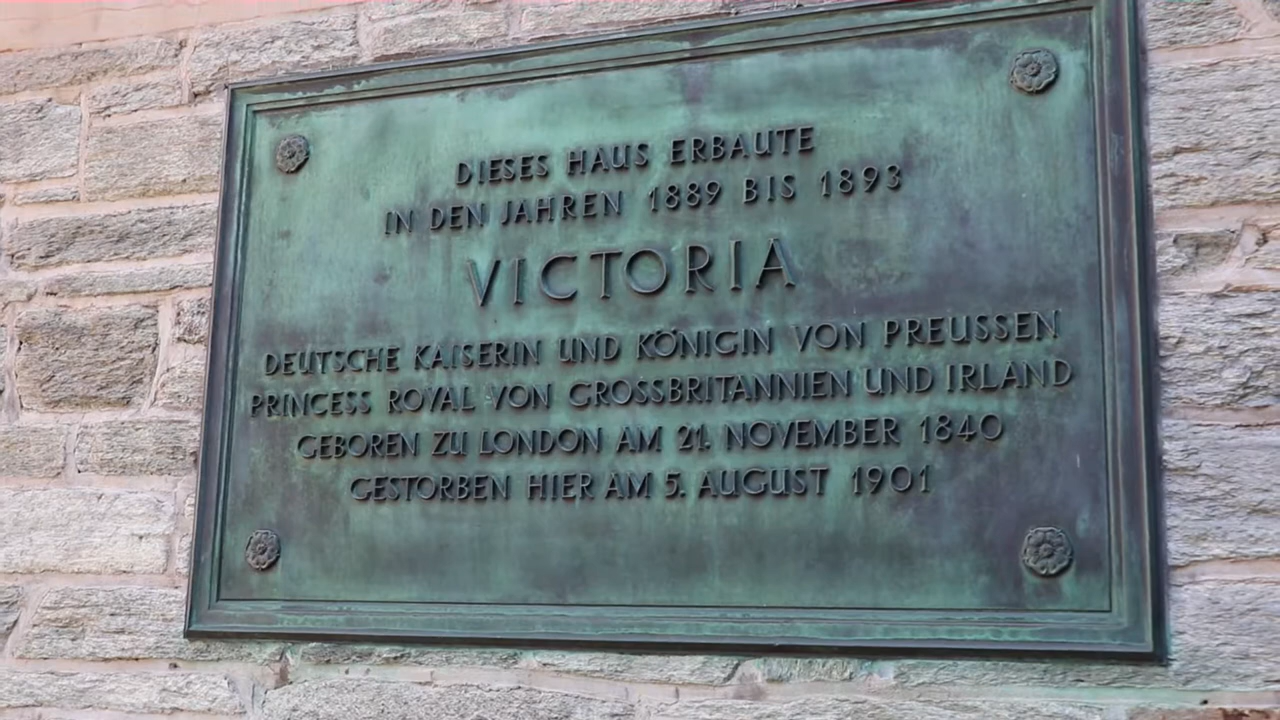 DIESES HAUS ERBAUTE
IN DEN JAHREN 1889 BIS 1893
VICTORIA
DEUTSCHE KAISERIN UND KÖNIGIN VON PREUSSEN
PRINCESS ROYAL VON GROSSBRITANNIEN UND IRLAND
GEBOREN ZU LONDON AM 21. NOVEMBER 1840
GESTORBEN HIER AM 5. AUGUST 1901